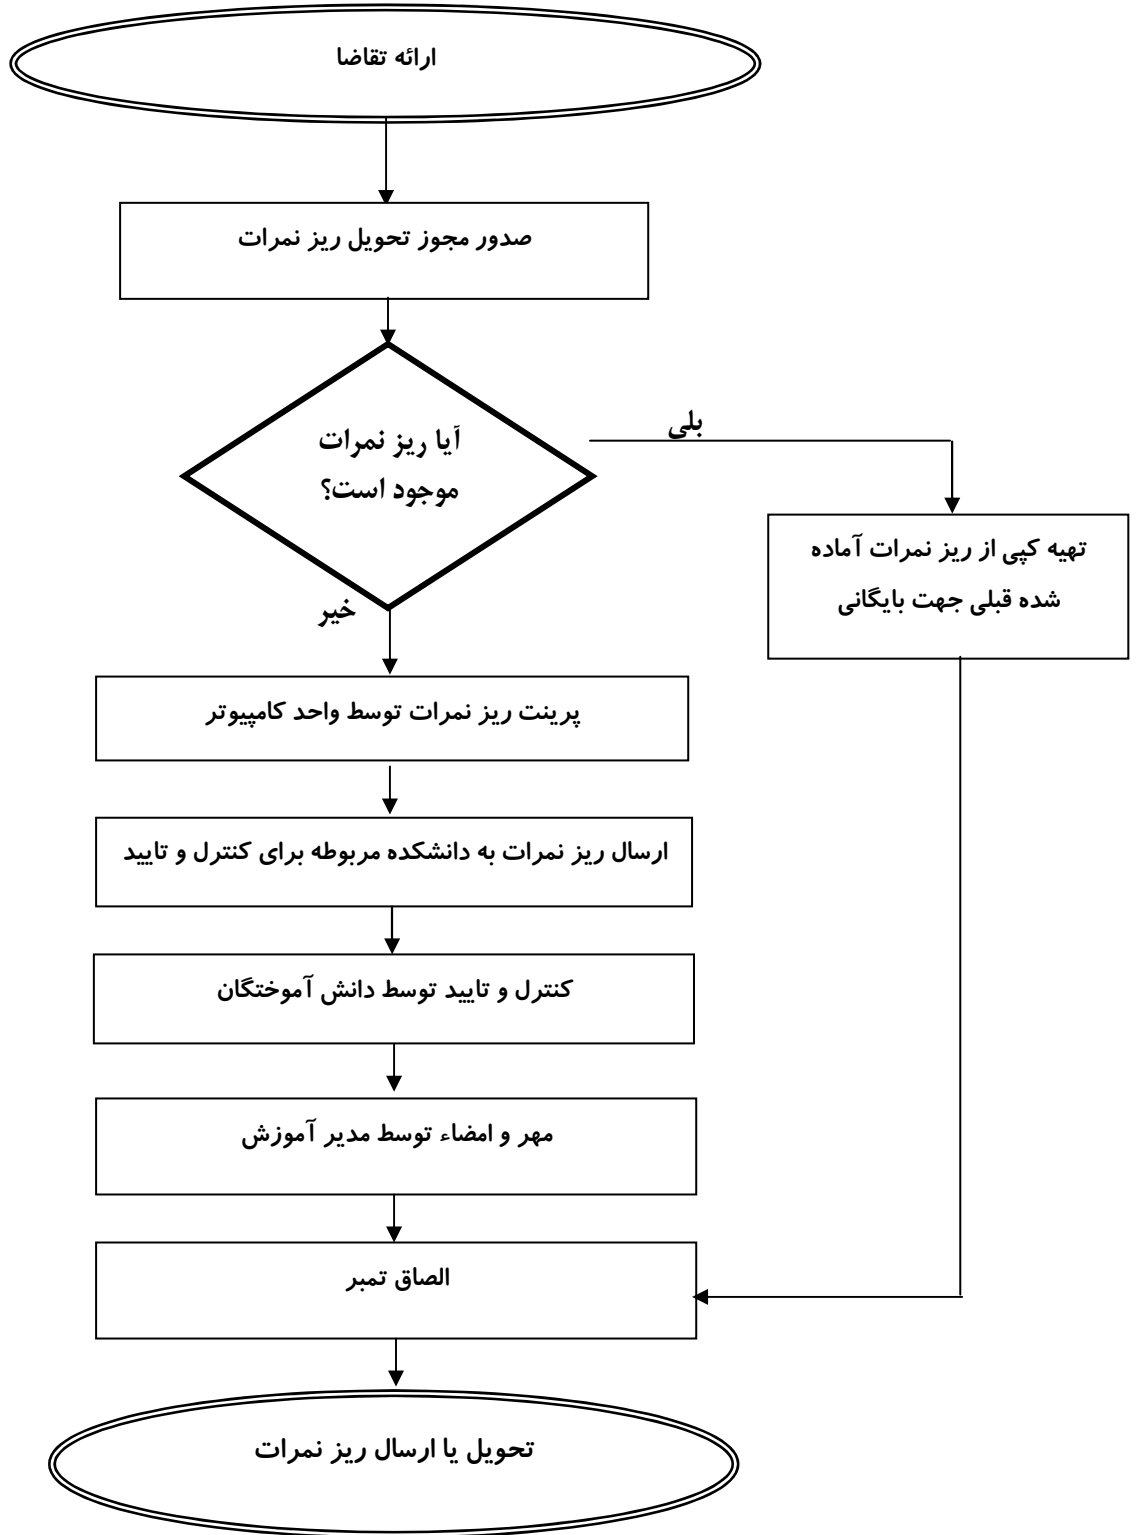 ارائه تقاضا
صدور مجوز تحویل ریز نمرات
آیا ریز نمرات
موجود است؟
بلی
تهیه کپی از ریز نمرات آماده
شده قبلی جهت بایگانی
خیر
پرینت ریز نمرات توسط واحد کامپیوتر
ارسال ریز نمرات به دانشکده مربوطه برای کنترل و تایید
کنترل و تایید توسط دانش آموختگان
مهر و امضاء توسط مدیر آموزش
الصاق تمبر
تحویل یا ارسال ریز نمرات